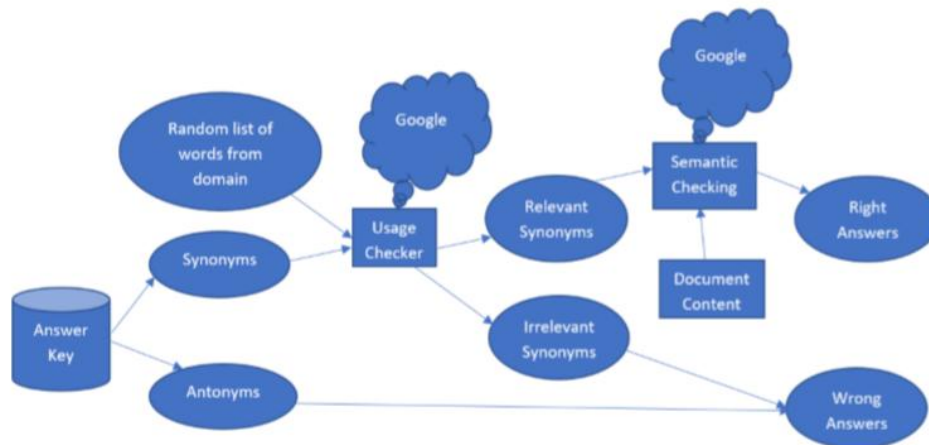 Google
Google
Random list of
words from
domain
Semantic
Checking
Relevant
Synonyms
Right
Answers
Usage
Checker
Synonyms
Document
Content
Answer
Key
Irrelevant
Synonyms
Antonyms
Wrong
Answers